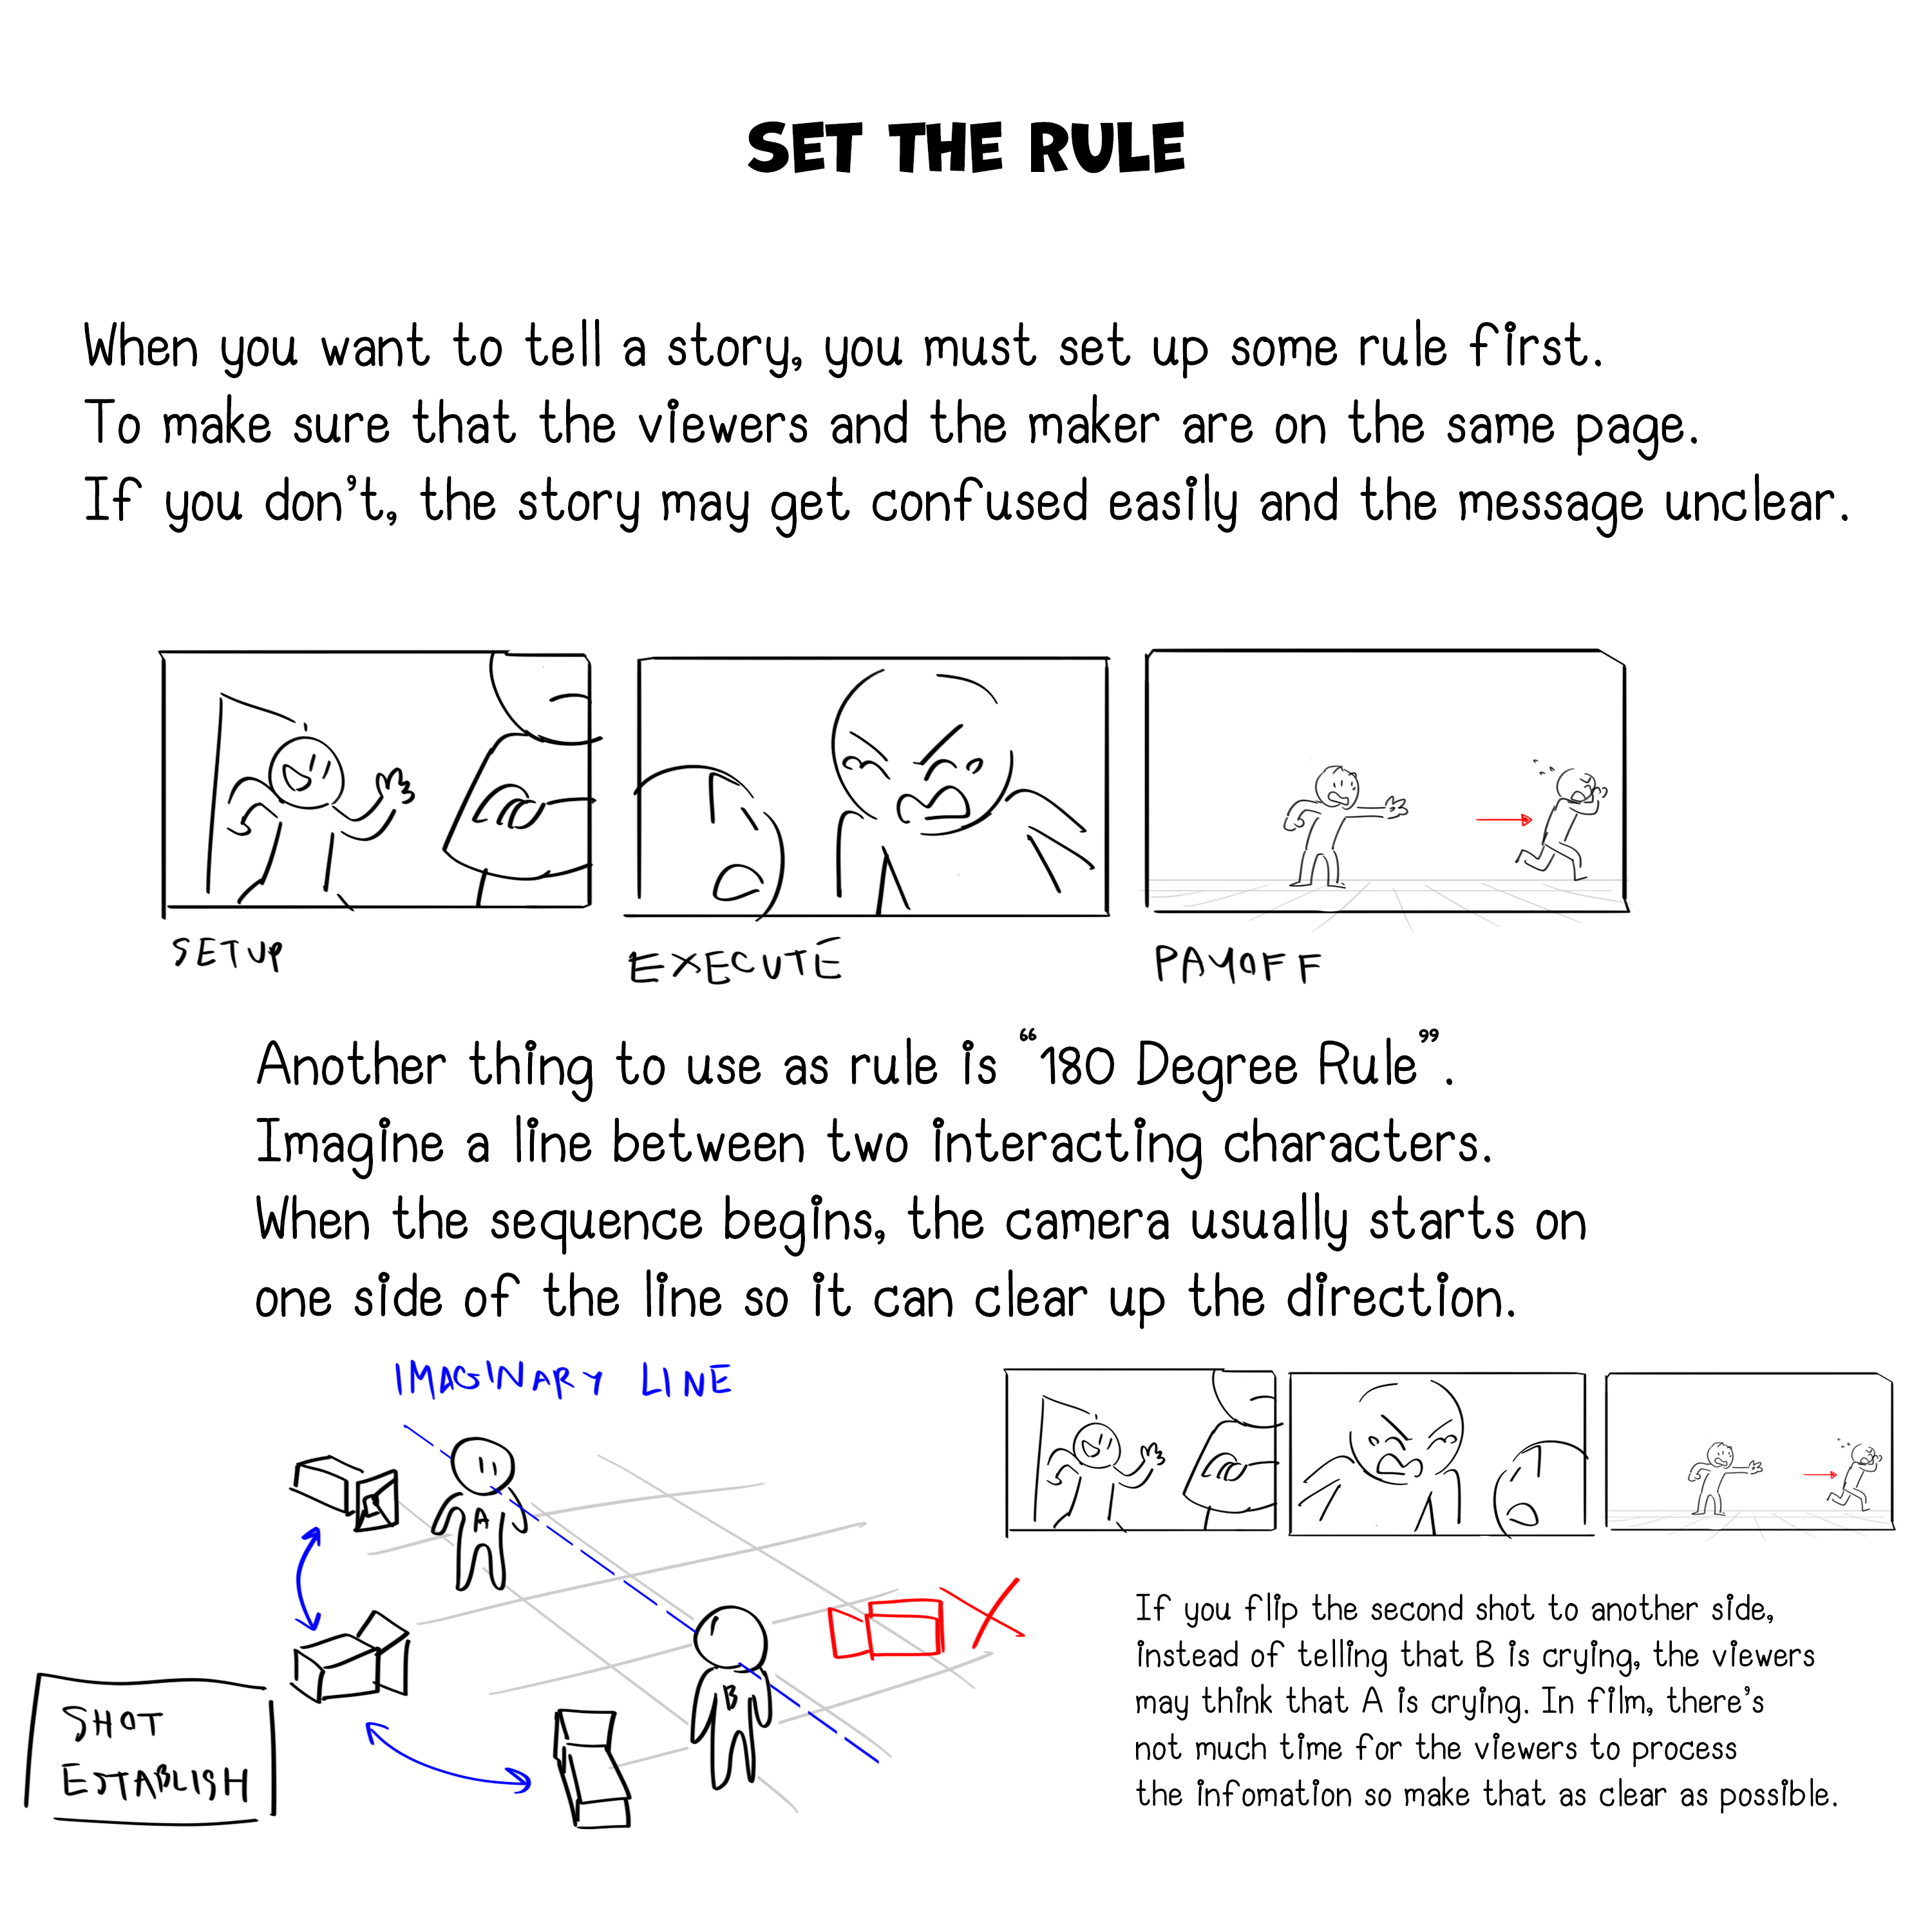 SET THE RULE
When you want to tell a story, you must set up some rule first.
To make sure that the viewers and the maker are on the same page.
If you don't, the story may get confused easily and the message unclear.
SETUP
EXECUTE
PAYOFF
Another thing to use as rule is “180 Degree Rule”.
Imagine a line between two interacting characters.
When the sequence begins, the camera usually starts on
one side of the line so it can clear up the direction.
IMAGINARY LINE
A
B
SHOT
ESTABLISH
If you flip the second shot to another side,
instead of telling that B is crying, the viewers
may think that A is crying. In film, there's
not much time for the viewers to process
the infomation so make that as clear as possible.